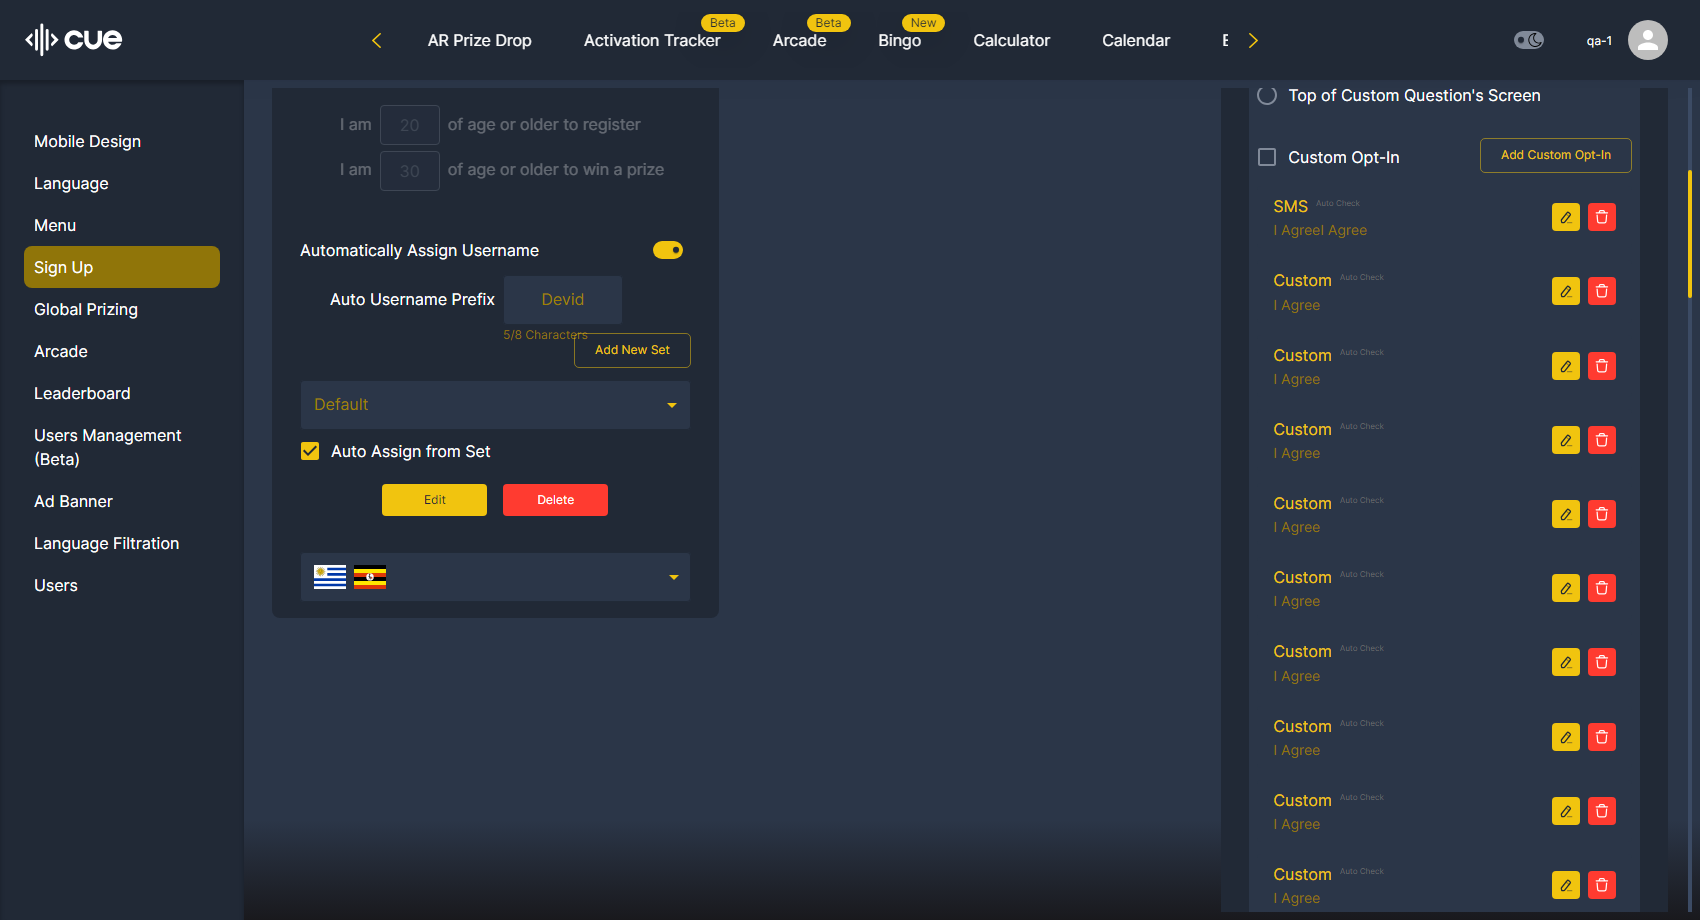 cue
AR Prize Drop
Beta
Activation Tracker
Beta
Arcade
New
Bingo
Calculator
Calendar
qa-1
Mobile Design
Language
Menu
Sign Up
Global Prizing
Arcade
Leaderboard
Users Management
(Beta)
Ad Banner
Language Filtration
Users
I am 20 of age or older to register
I am 30 of age or older to win a prize
Automatically Assign Username
Auto Username Prefix Devid
5/8 Characters
Add New Set
Default
Auto Assign from Set
Edit Delete
Top of Custom Question's Screen
Custom Opt-In Add Custom Opt-In
SMS Auto Check
I AgreeI Agree
Custom Auto Check
I Agree
Custom Auto Check
I Agree
Custom Auto Check
I Agree
Custom Auto Check
I Agree
Custom Auto Check
I Agree
Custom Auto Check
I Agree
Custom Auto Check
I Agree
Custom Auto Check
I Agree
Custom Auto Check
I Agree